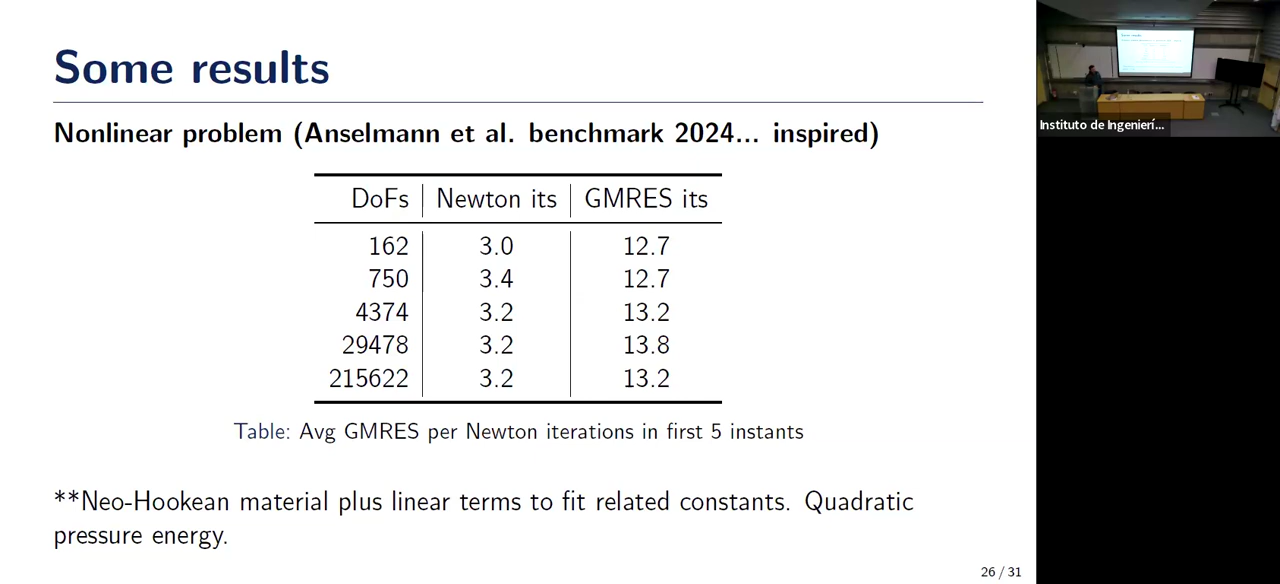 Some results
Nonlinear problem (Anselmann et al. benchmark 2024... inspired)
DoFs Newton its GMRES its
162 3.0 12.7
750 3.4 12.7
4374 3.2 13.2
29478 3.2 13.8
215622 3.2 13.2
Table: Avg GMRES per Newton iterations in first 5 instants
**Neo-Hookean material plus linear terms to fit related constants. Quadratic
pressure energy.
26 / 31
Instituto de Ingenierí...